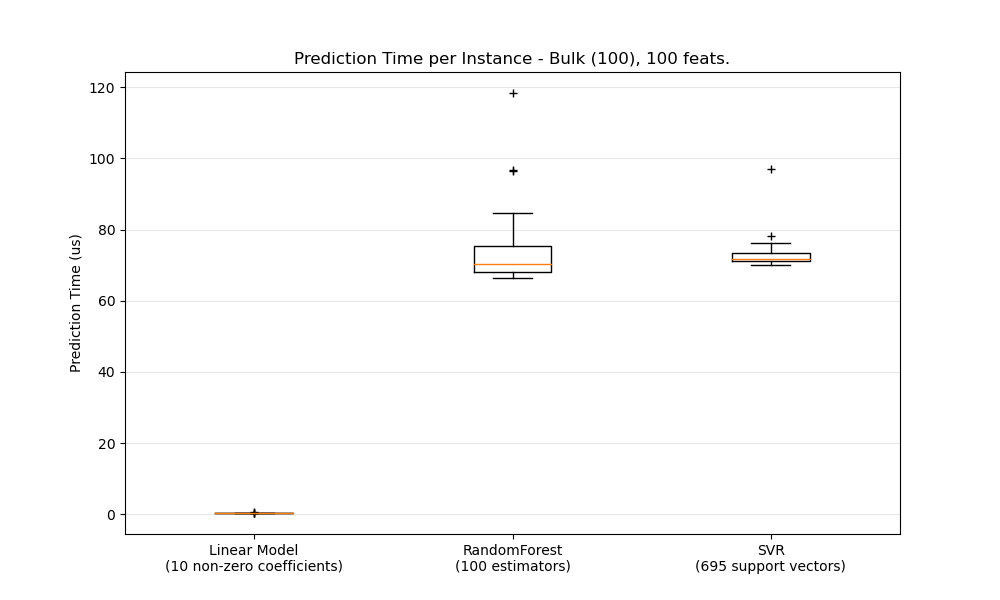 Prediction Time per Instance - Bulk (100), 100 feats.
120
100
80
60
40
20
0
Prediction Time (us)
Linear Model
(10 non-zero coefficients)
RandomForest
(100 estimators)
SVR
(695 support vectors)